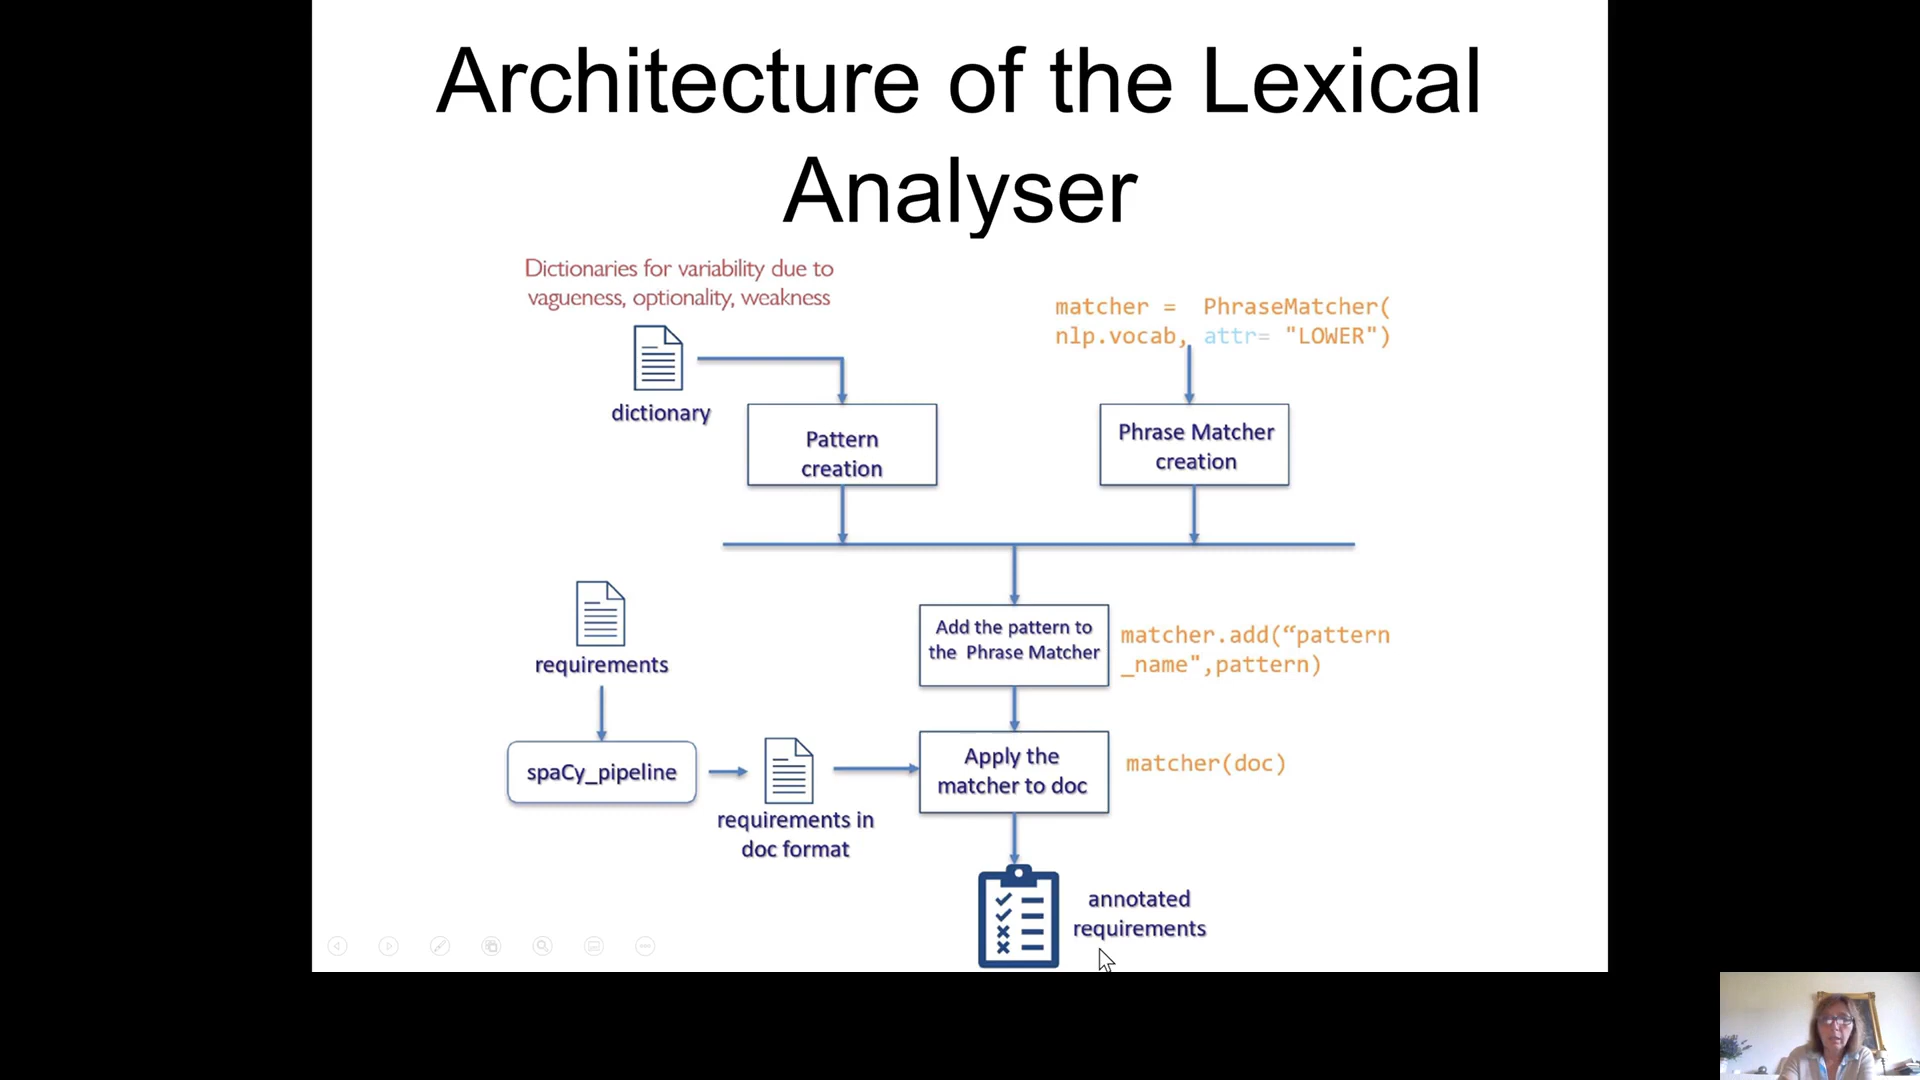 Architecture of the Lexical
Analyser
Dictionaries for variability due to
vagueness, optionality, weakness
matcher = PhraseMatcher(
nlp.vocab, attr= "LOWER")
dictionary
Pattern
creation
Phrase Matcher
creation
requirements
Add the pattern to
the Phrase Matcher
matcher.add(“pattern
_name",pattern)
spaCy_pipeline
requirements in
doc format
Apply the
matcher to doc
matcher(doc)
annotated
requirements